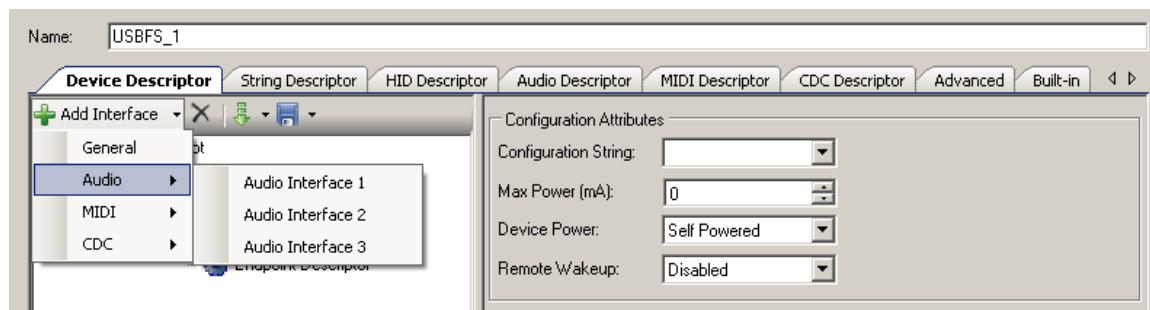 Name: USBFS_1
Device Descriptor String Descriptor HID Descriptor Audio Descriptor MIDI Descriptor CDC Descriptor Advanced Built-in
Add Interface
General
Audio
MIDI
CDC
Audio Interface 1
Audio Interface 2
Audio Interface 3
Endpoint Descriptor
Configuration Attributes
Configuration String:
Max Power (mA): 0
Device Power: Self Powered
Remote Wakeup: Disabled